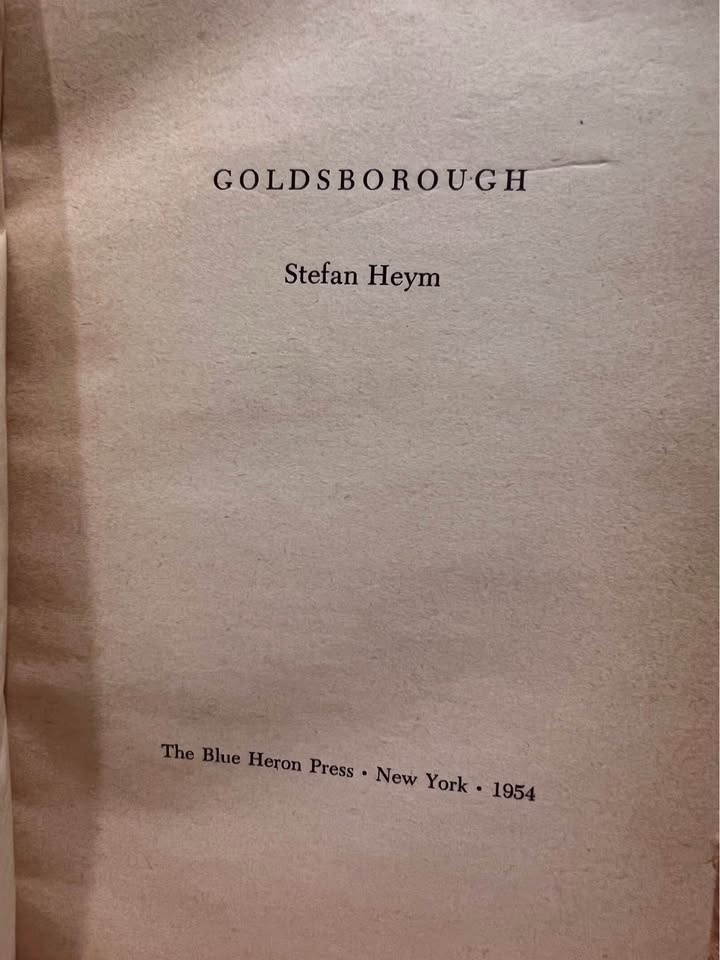 GOLDSBOROUGH
Stefan Heym
The Blue Heron Press · New York · 1954